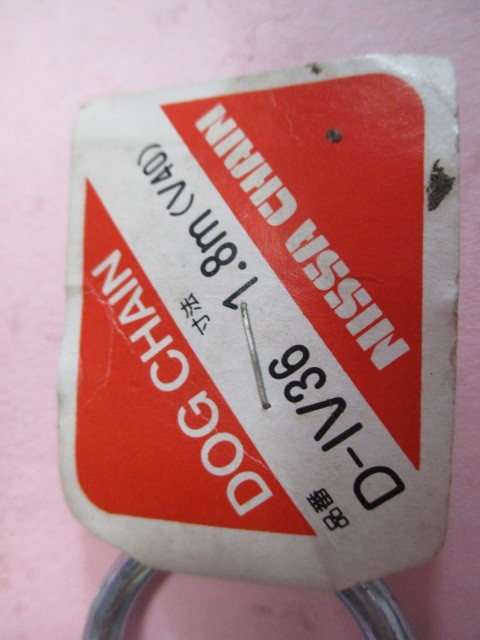 NISSA CHAIN
品番 D-IV36
寸法 1.8m(V40)
DOG CHAIN